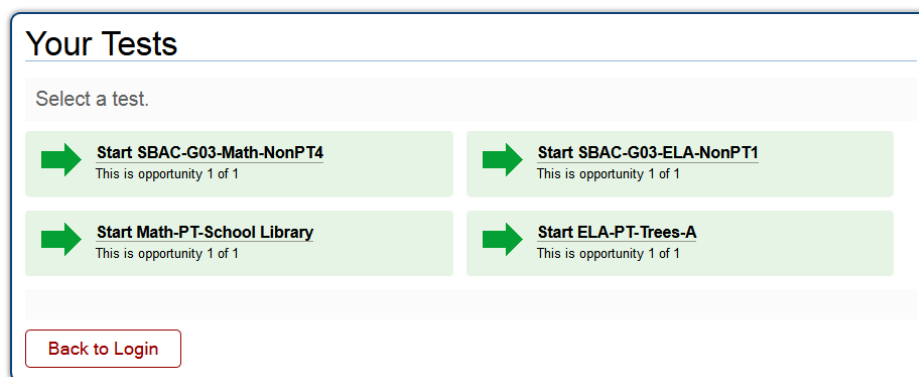 Your Tests
Select a test.
Start SBAC-G03-Math-NonPT4
This is opportunity 1 of 1
Start SBAC-G03-ELA-NonPT1
This is opportunity 1 of 1
Start Math-PT-School Library
This is opportunity 1 of 1
Start ELA-PT-Trees-A
This is opportunity 1 of 1
Back to Login